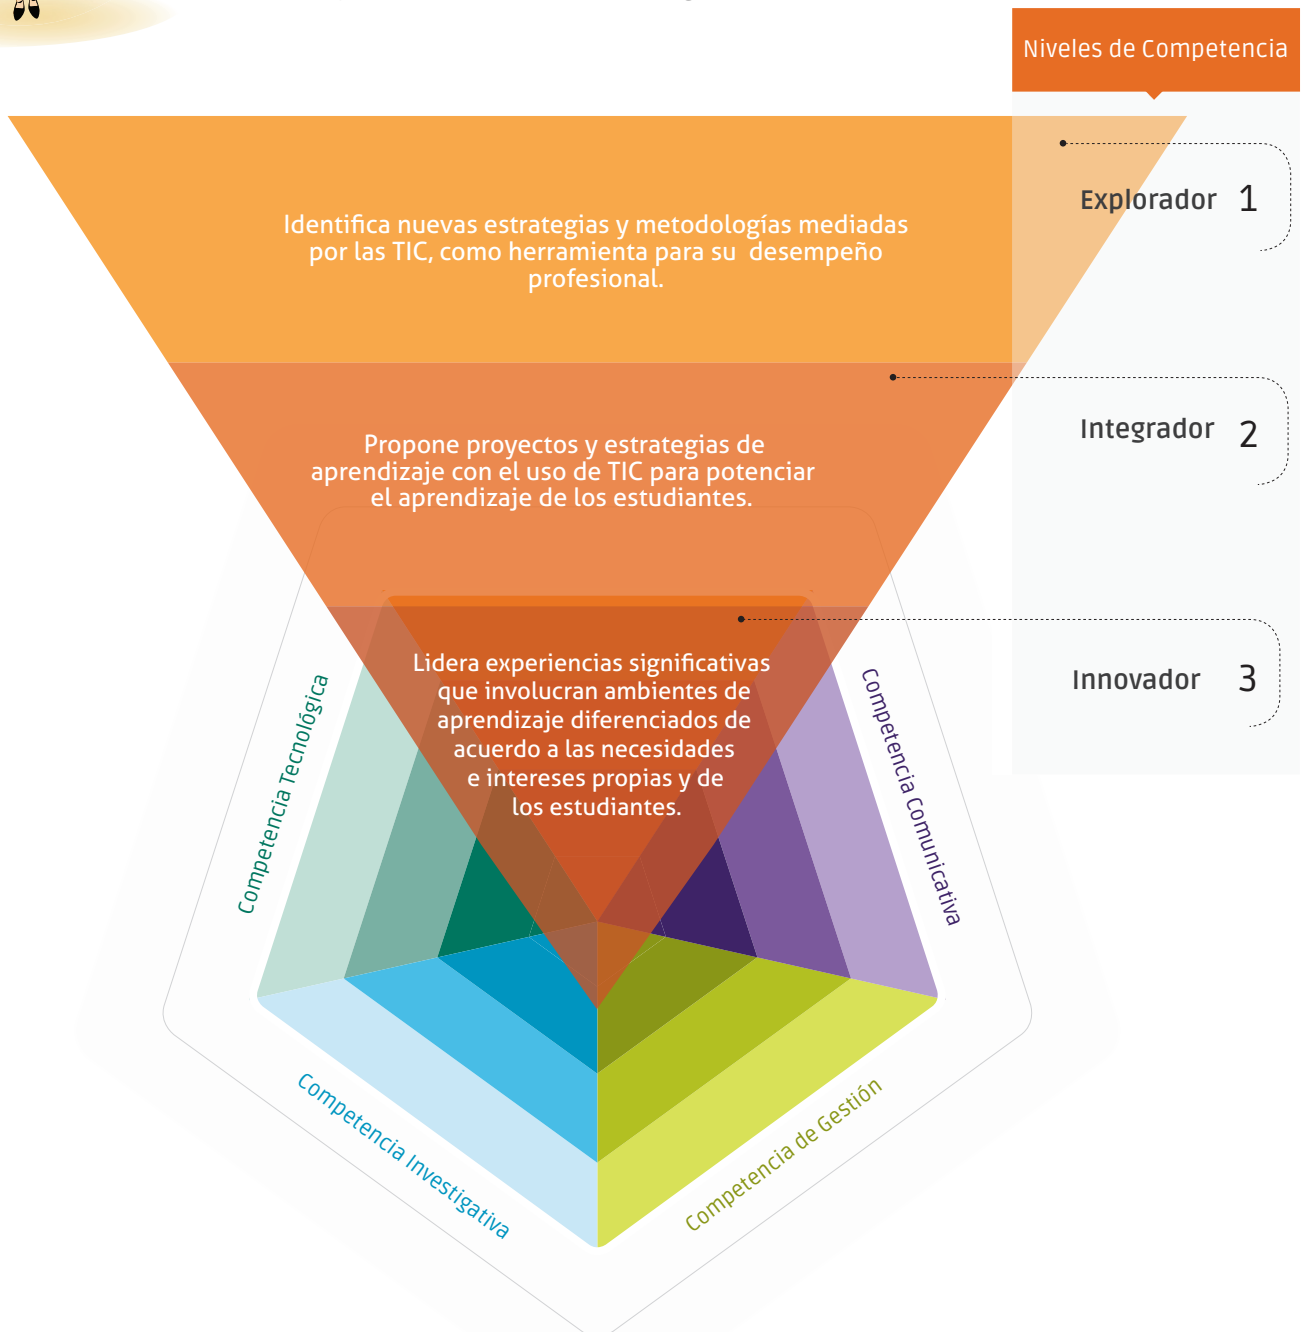 Niveles de Competencia
Explorador 1
Identifica nuevas estrategias y metodologías mediadas
por las TIC, como herramienta para su desempeño
profesional.
Integrador 2
Propone proyectos y estrategias de
aprendizaje con el uso de TIC para potenciar
el aprendizaje de los estudiantes.
Innovador 3
Lidera experiencias significativas
que involucran ambientes de
aprendizaje diferenciados de
acuerdo a las necesidades
e intereses propias y de
los estudiantes.
Competencia Tecnológica
Competencia Comunicativa
Competencia Investigativa
Competencia de Gestión